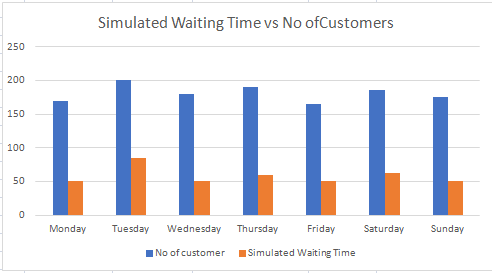 Simulated Waiting Time vs No ofCustomers
250
200
150
100
50
0
Monday Tuesday Wednesday Thursday Friday Saturday Sunday
No of customer Simulated Waiting Time